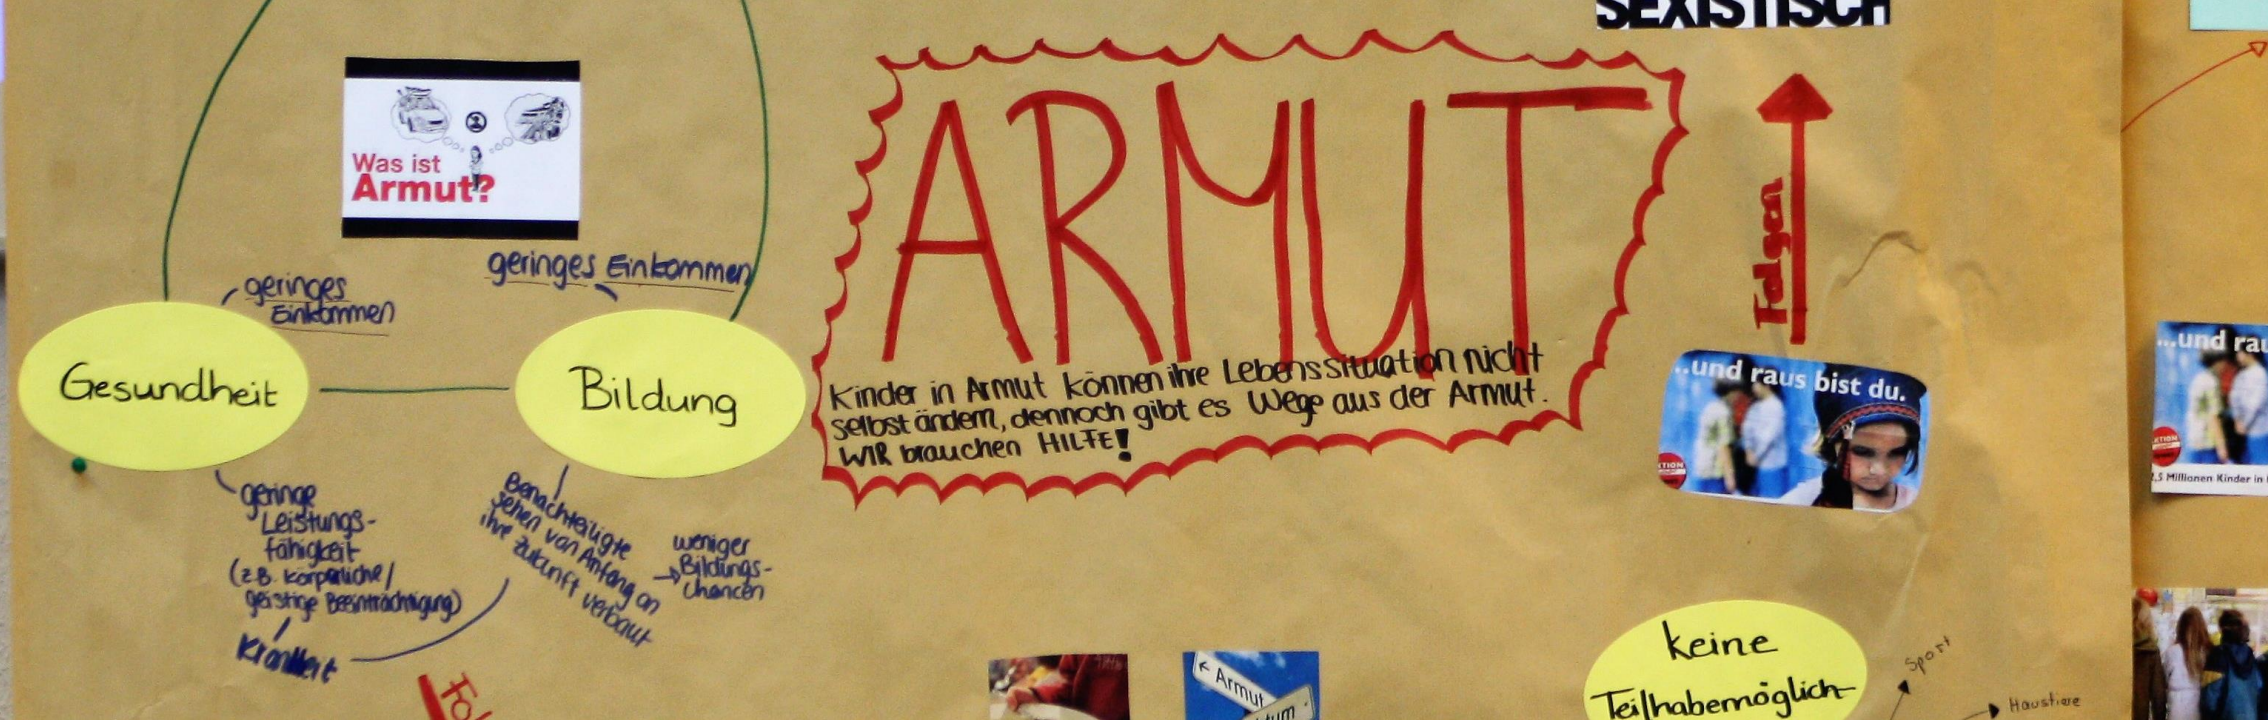 SEXISTISCH
Was ist
Armut?
ARMUT
Kinder in Armut können ihre Lebenssituation nicht
selbst ändern, dennoch gibt es Wege aus der Armut.
WIR brauchen HILFE!
Folgen
geringes
Einkommen
geringes Einkommen
Gesundheit
Bildung
geringe
Leistungs-
fähigkeit
(z.B. körperliche/
geistige Beeinträchtigung)
Krankheit
Benachteiligte
sehen von Anfang an
ihre Zukunft verbaut
weniger
Bildungs-
chancen
...und raus bist du.
...und rau
Millionen Kinder in
← Armut
keine
Teilhabemöglich-
Sport
Haustiere